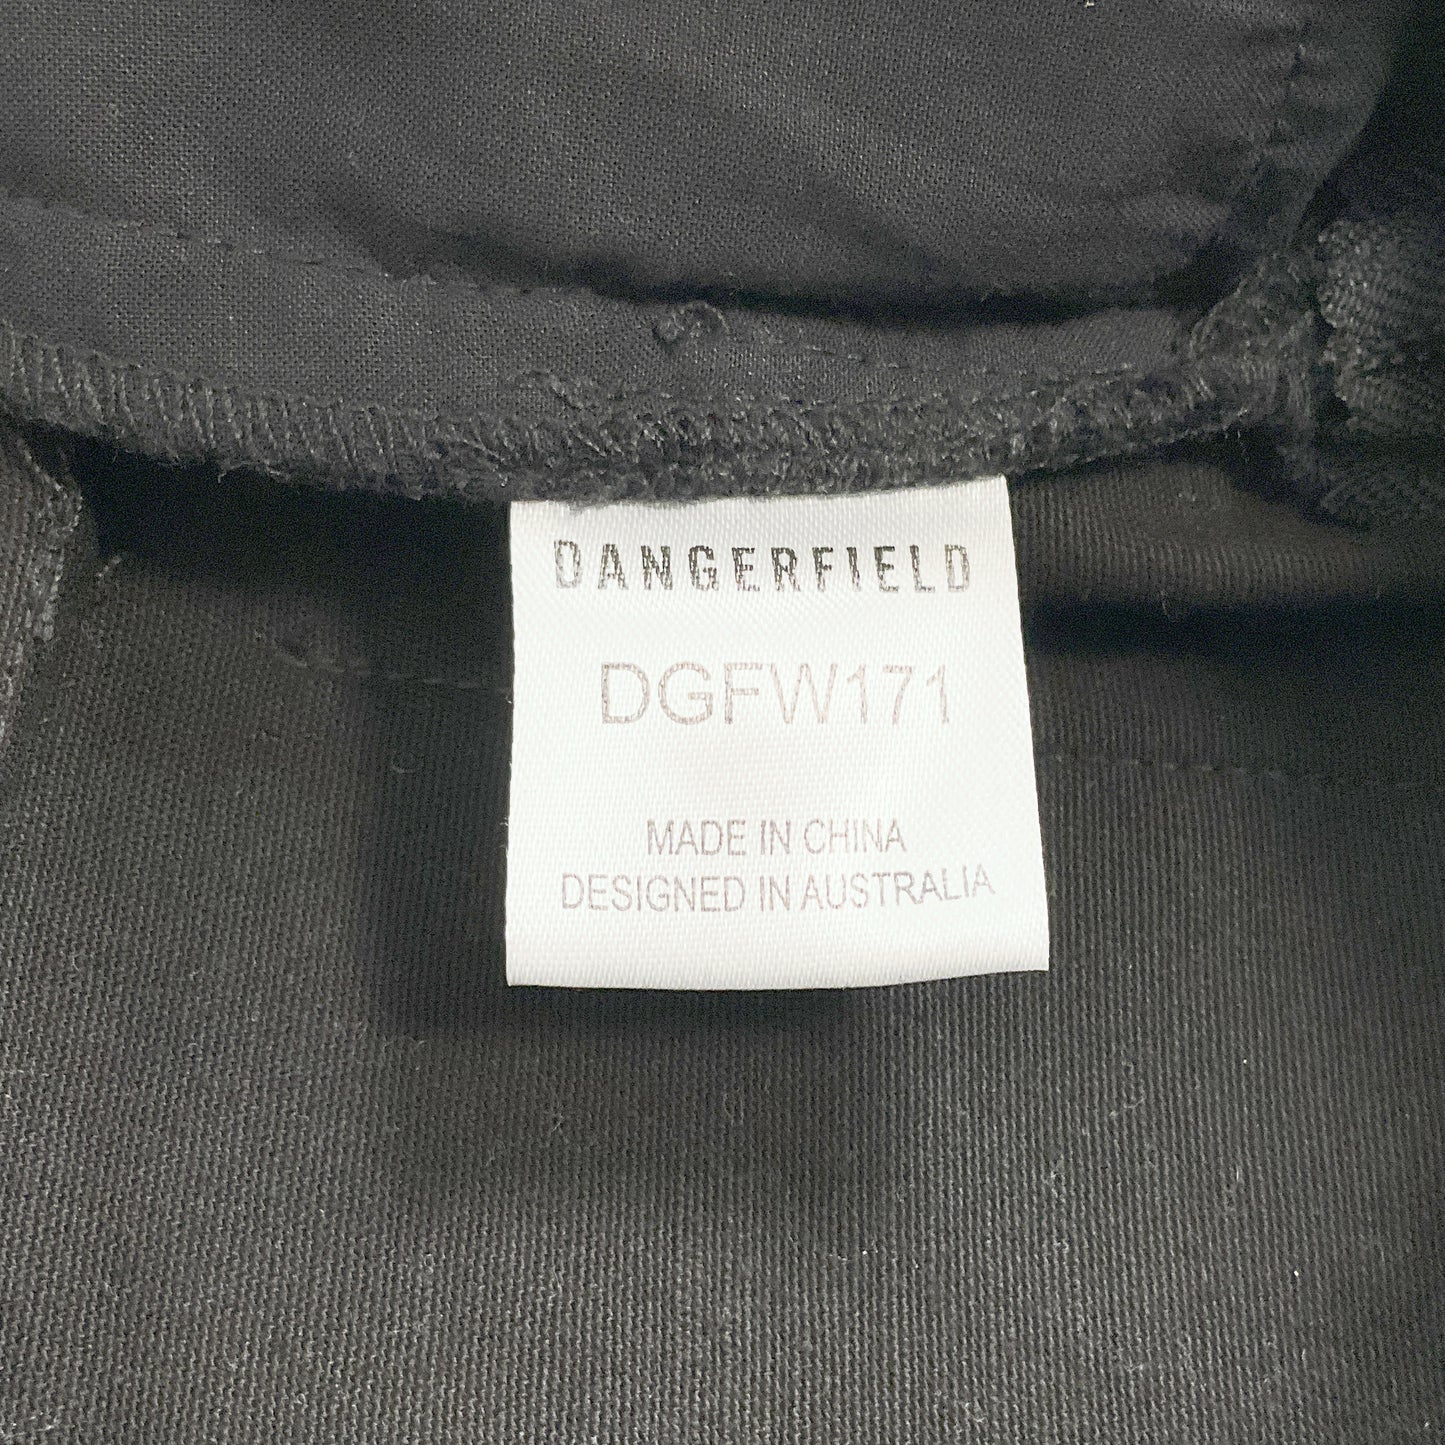 DANGERFIELD
DGFW171
MADE IN CHINA
DESIGNED IN AUSTRALIA